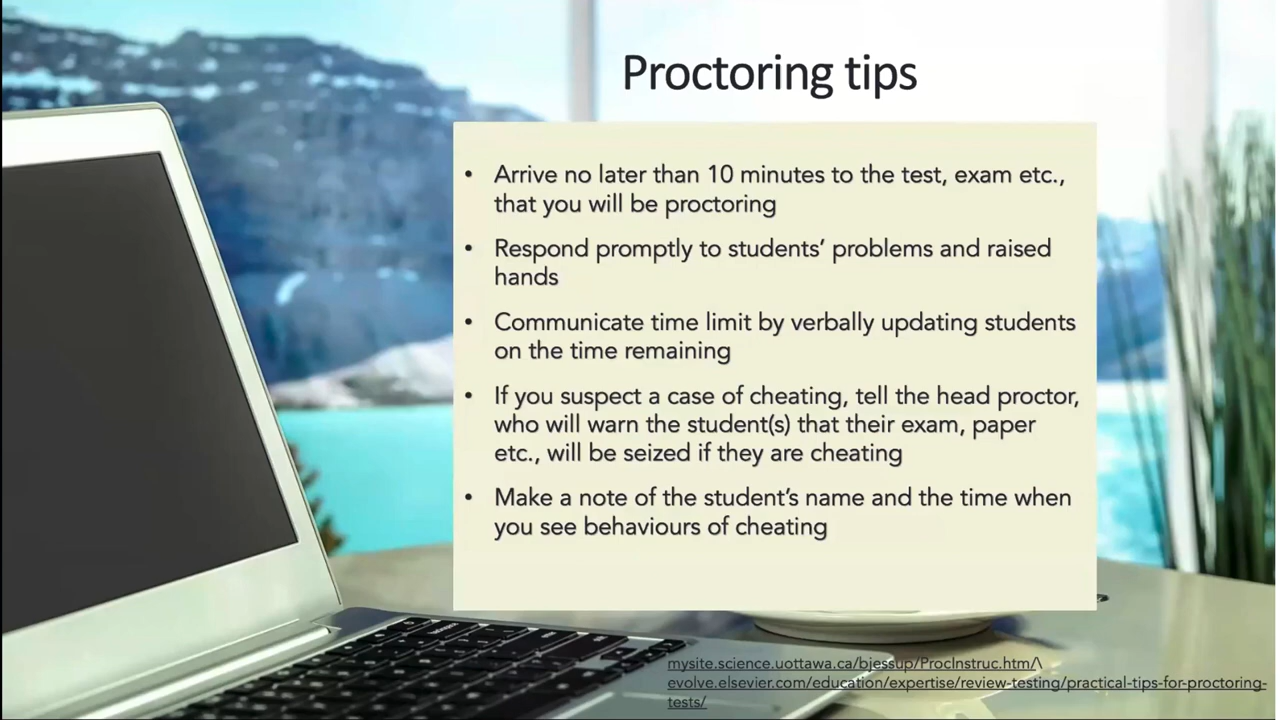 Proctoring tips
• Arrive no later than 10 minutes to the test, exam etc.,
that you will be proctoring
• Respond promptly to students’ problems and raised
hands
• Communicate time limit by verbally updating students
on the time remaining
• If you suspect a case of cheating, tell the head proctor,
who will warn the student(s) that their exam, paper
etc., will be seized if they are cheating
• Make a note of the student’s name and the time when
you see behaviours of cheating
mysite.science.uottawa.ca/bjessup/ProcInstruc.htm/\
evolve.elsevier.com/education/expertise/review-testing/practical-tips-for-proctoring-
tests/